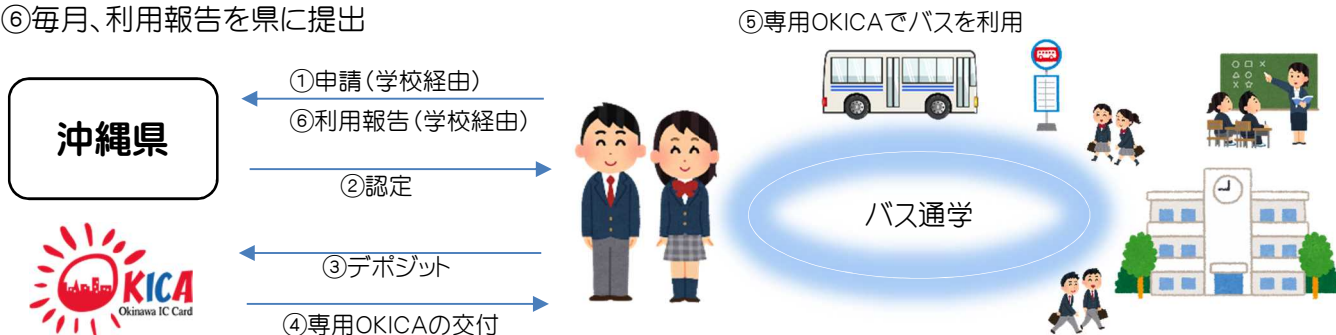 ⑥毎月、利用報告を県に提出
⑤専用OKICAでバスを利用
①申請(学校経由)
⑥利用報告(学校経由)
沖縄県
②認定
バス通学
③デポジット
OKICA
Okinawa IC Card
④専用OKICAの交付